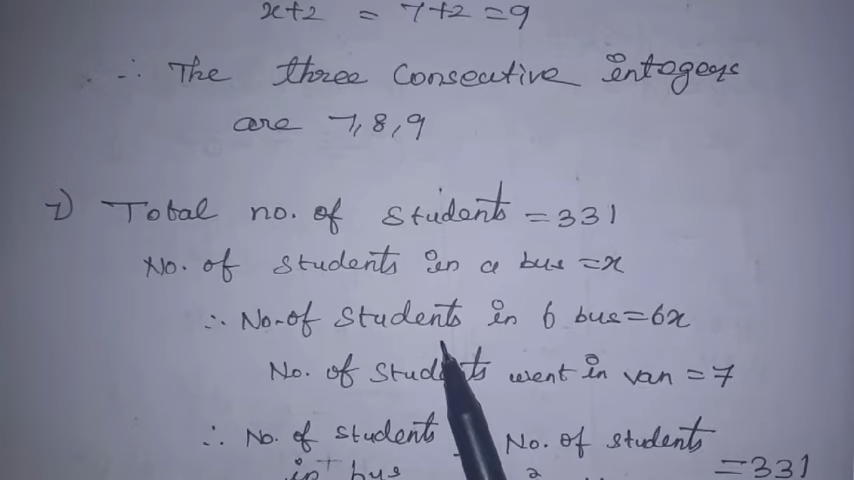 x+2 = 7+2 = 9
∴ The three consecutive integers
are 7, 8, 9
7) Total no. of students = 331
No. of students in a bus = x
∴ No. of students in 6 bus = 6x
No. of students went in van = 7
∴ No. of students No. of students
in bus = 331